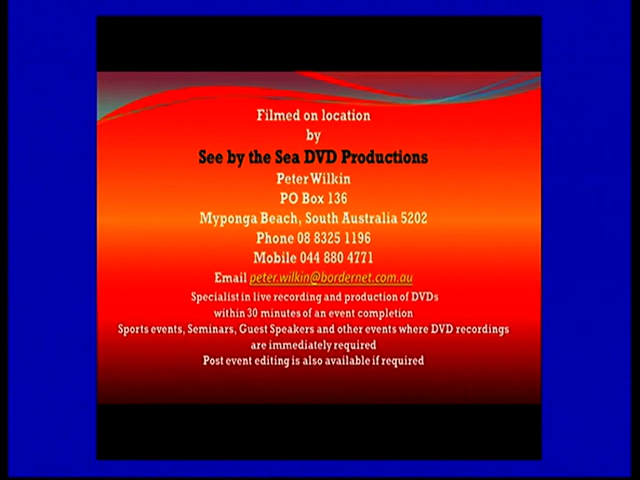 Filmed on location
by
See by the Sea DVD Productions
Peter Wilkin
PO Box 136
Myponga Beach, South Australia 5202
Phone 08 8325 1196
Mobile 044 880 4771
Email peter.wilkin@bordernet.com.au
Specialist in live recording and production of DVDs
within 30 minutes of an event completion
Sports events, Seminars, Guest Speakers and other events where DVD recordings
are immediately required
Post event editing is also available if required